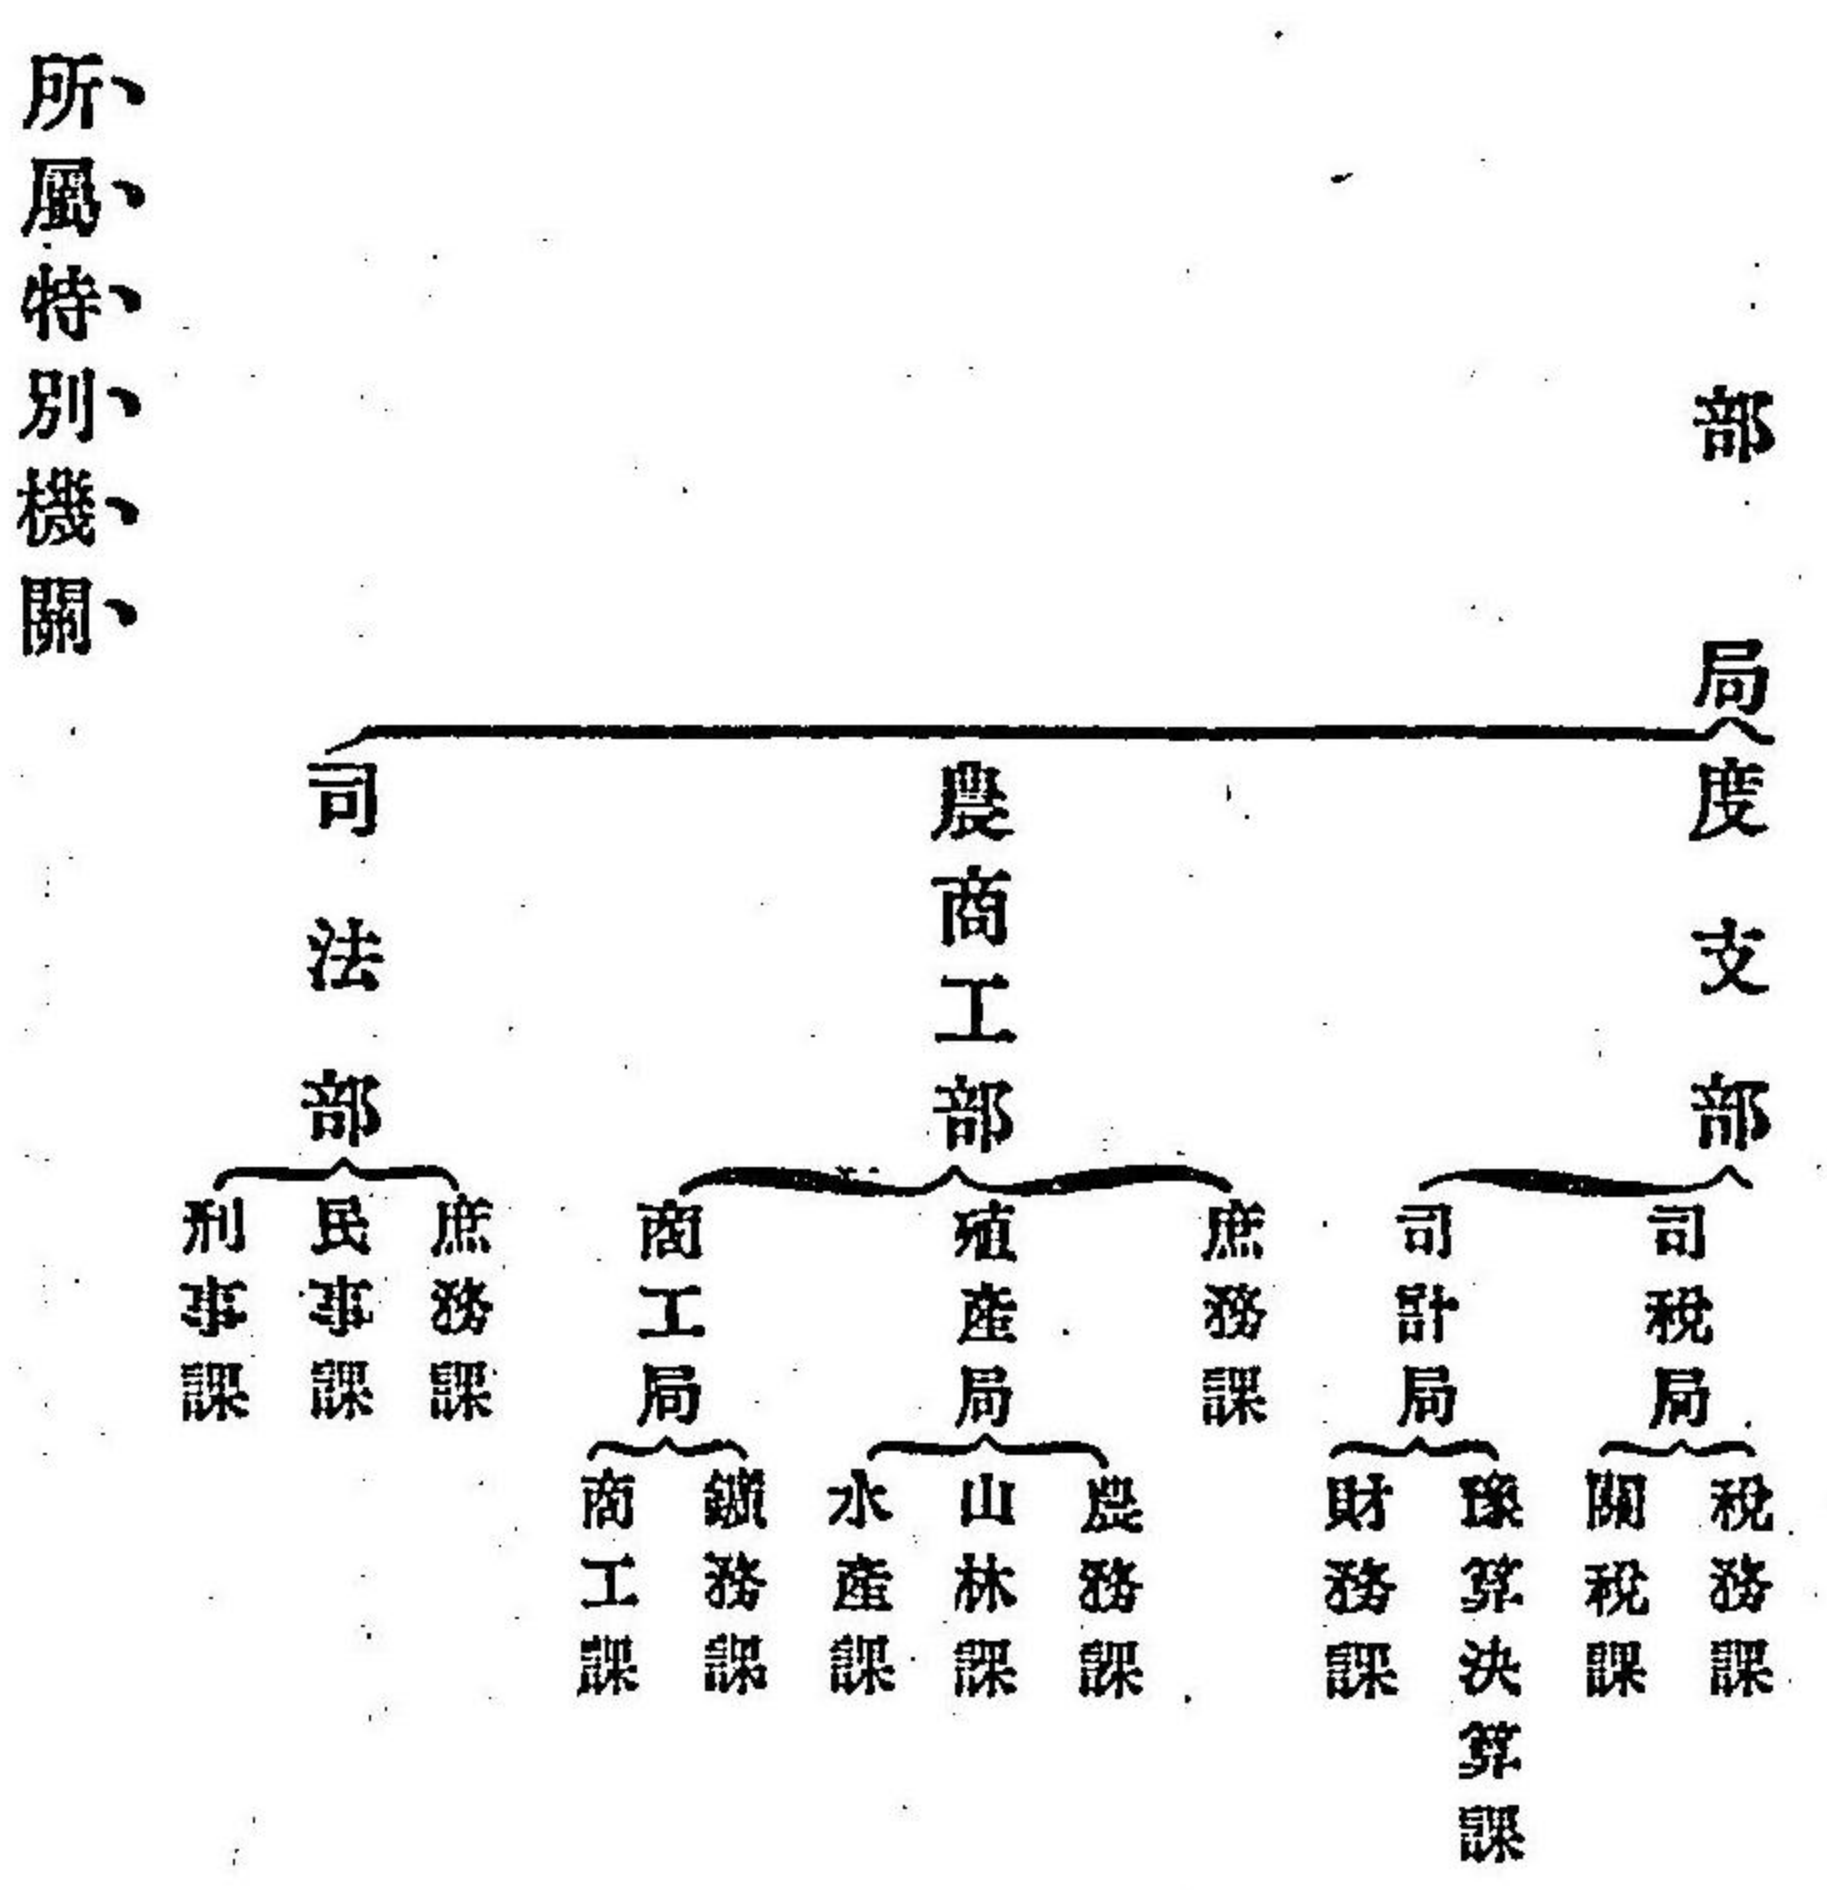 部局
度支部
司税局
税務課
關税課
司計局
豫算決算課
財務課
農商工部
庶務課
殖產局
農務課
山林課
水產課
商工局
鑛務課
商工課
司法部
庶務課
民事課
刑事課
所屬特別機關